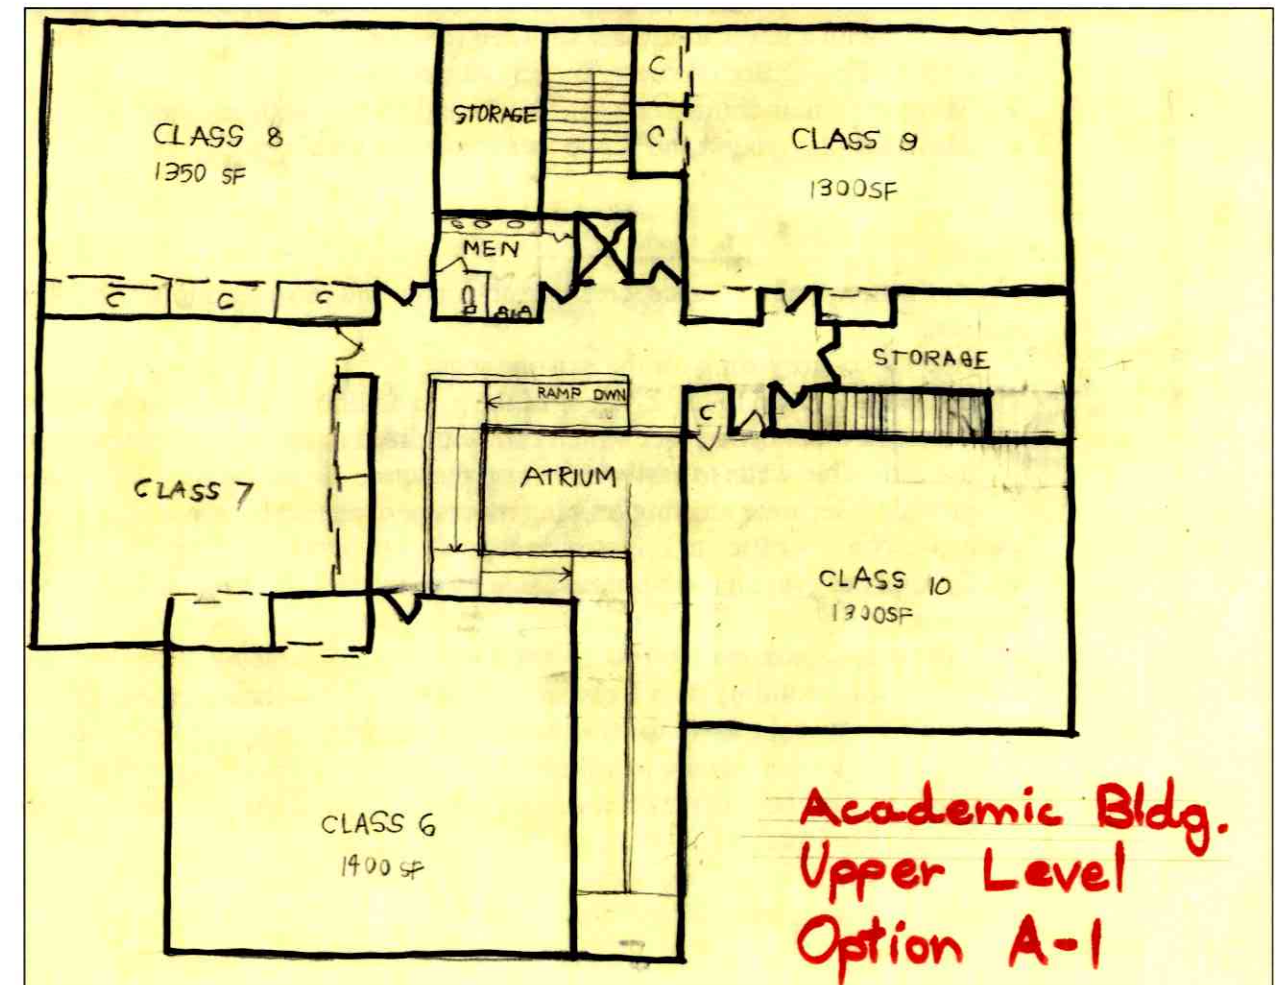 C
STORAGE
C
CLASS 8
1350 SF
CLASS 9
1300SF
MEN
C
C
C
STORAGE
RAMP DWN
C
ATRIUM
CLASS 7
CLASS 10
1300SF
CLASS 6
1400 SF
Academic Bldg.
Upper Level
Option A-1